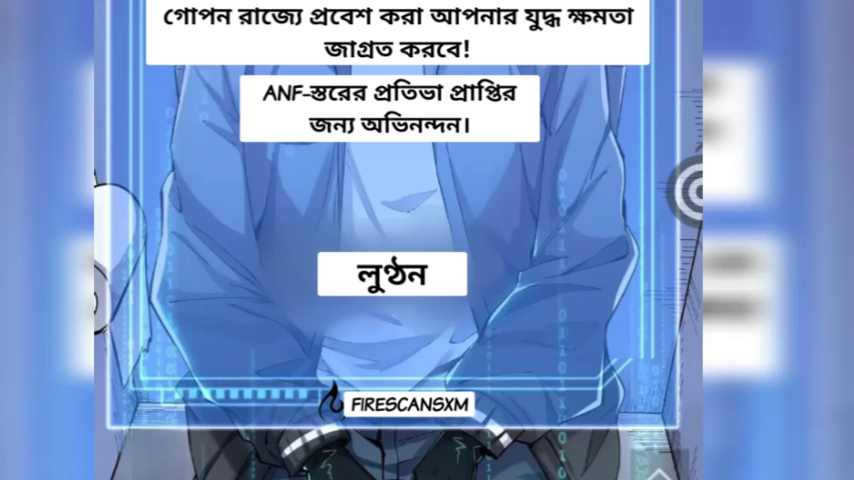 গোপন রাজ্যে প্রবেশ করা আপনার যুদ্ধ ক্ষমতা
জাগ্রত করবে!
ANF-স্তরের প্রতিভা প্রাপ্তির
জন্য অভিনন্দন।
লুণ্ঠন
FIRESCANSXM